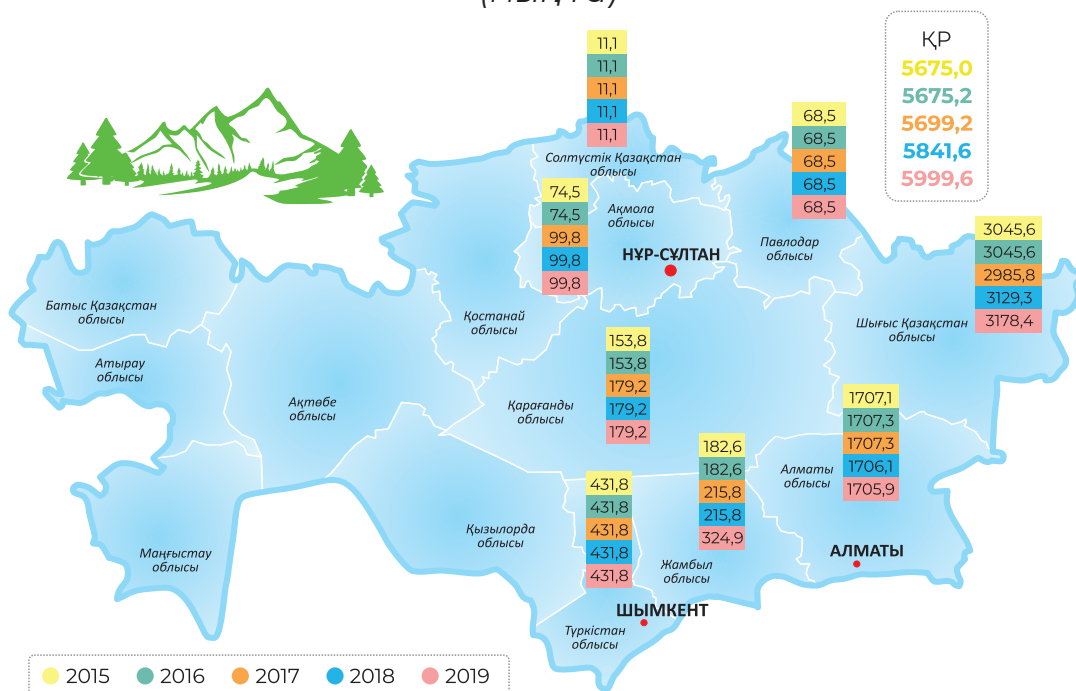 11,1
11,1
11,1
11,1
11,1
Солтүстік Қазақстан
облысы
ҚР
5675,0
5675,2
5699,2
5841,6
5999,6
68,5
68,5
68,5
68,5
68,5
Павлодар
облысы
74,5
74,5
99,8
99,8
99,8
Ақмола
облысы
НҰР-СҰЛТАН
3045,6
3045,6
2985,8
3129,3
3178,4
Шығыс Қазақстан
облысы
Батыс Қазақстан
облысы
Атырау
облысы
Ақтөбе
облысы
Қостанай
облысы
153,8
153,8
179,2
179,2
179,2
Қарағанды
облысы
1707,1
1707,3
1707,3
1706,1
1705,9
Алматы
облысы
АЛМАТЫ
182,6
182,6
215,8
215,8
324,9
Жамбыл
облысы
431,8
431,8
431,8
431,8
431,8
Қызылорда
облысы
Маңғыстау
облысы
ШЫМКЕНТ
Түркістан
облысы
2015 2016 2017 2018 2019